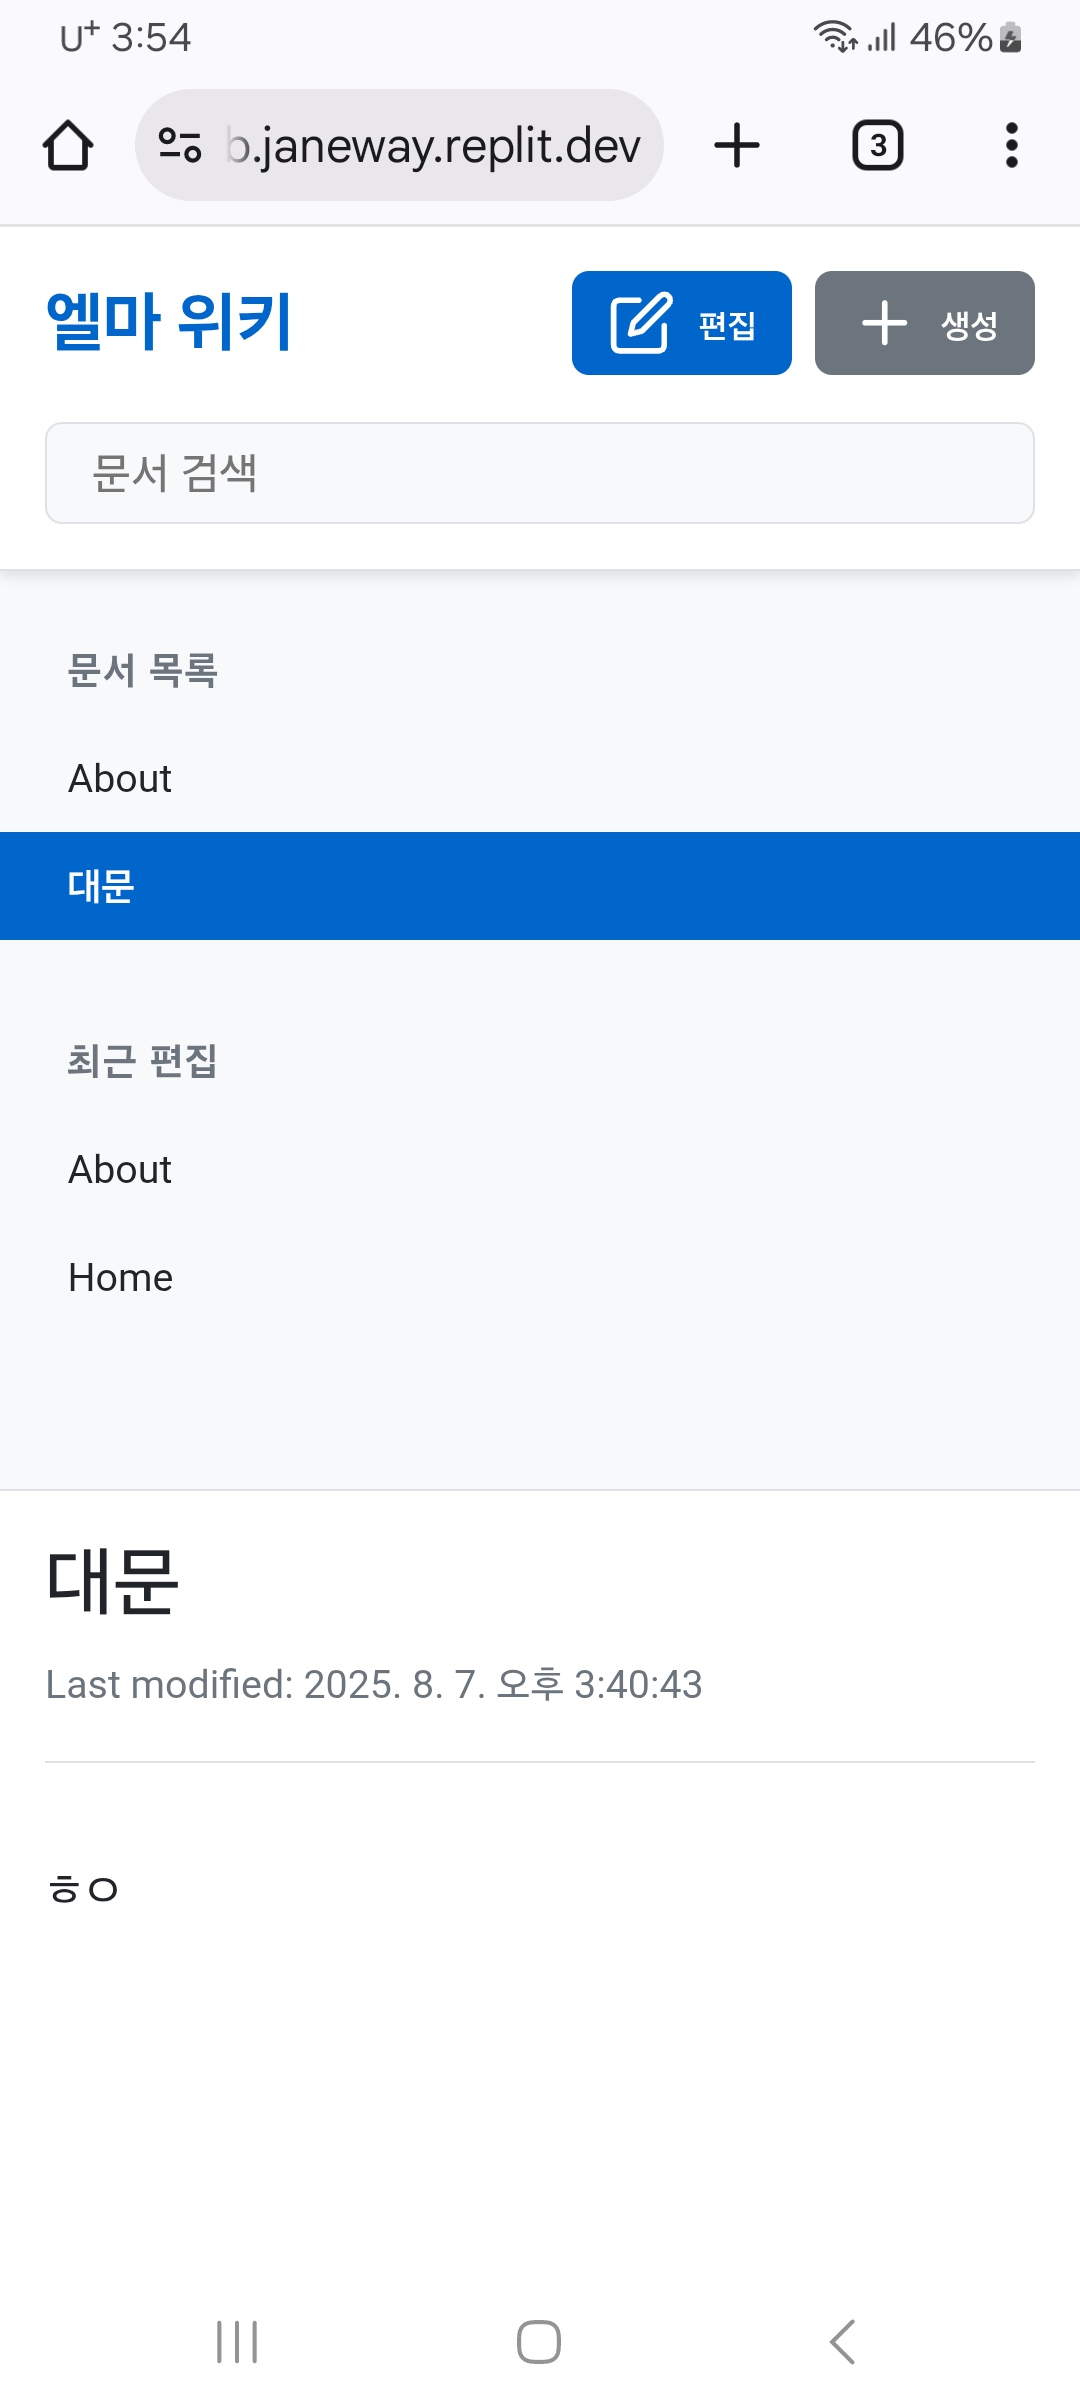 U+ 3:54 46%
b.janeway.replit.dev 3
엘마 위키 편집 생성
문서 검색
문서 목록
About
대문
최근 편집
About
Home
대문
Last modified: 2025. 8. 7. 오후 3:40:43
ㅎㅇ